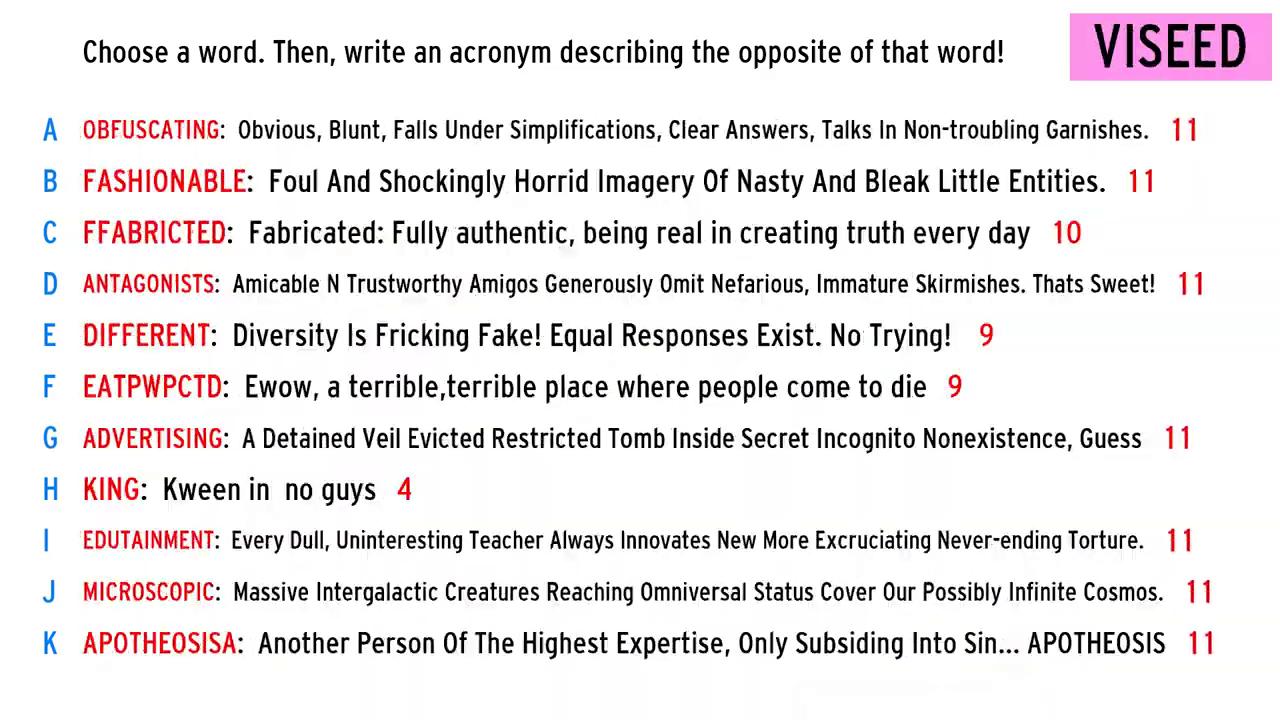 Choose a word. Then, write an acronym describing the opposite of that word!
VISEED
A OBFUSCATING: Obvious, Blunt, Falls Under Simplifications, Clear Answers, Talks In Non-troubling Garnishes. 11
B FASHIONABLE: Foul And Shockingly Horrid Imagery Of Nasty And Bleak Little Entities. 11
C FFABRICTED: Fabricated: Fully authentic, being real in creating truth every day 10
D ANTAGONISTS: Amicable N Trustworthy Amigos Generously Omit Nefarious, Immature Skirmishes. Thats Sweet! 11
E DIFFERENT: Diversity Is Fricking Fake! Equal Responses Exist. No Trying! 9
F EATPWPCTD: Ewow, a terrible,terrible place where people come to die 9
G ADVERTISING: A Detained Veil Evicted Restricted Tomb Inside Secret Incognito Nonexistence, Guess 11
H KING: Kween in no guys 4
I EDUTAINMENT: Every Dull, Uninteresting Teacher Always Innovates New More Excruciating Never-ending Torture. 11
J MICROSCOPIC: Massive Intergalactic Creatures Reaching Omniversal Status Cover Our Possibly Infinite Cosmos. 11
K APOTHEOSISA: Another Person Of The Highest Expertise, Only Subsiding Into Sin... APOTHEOSIS 11